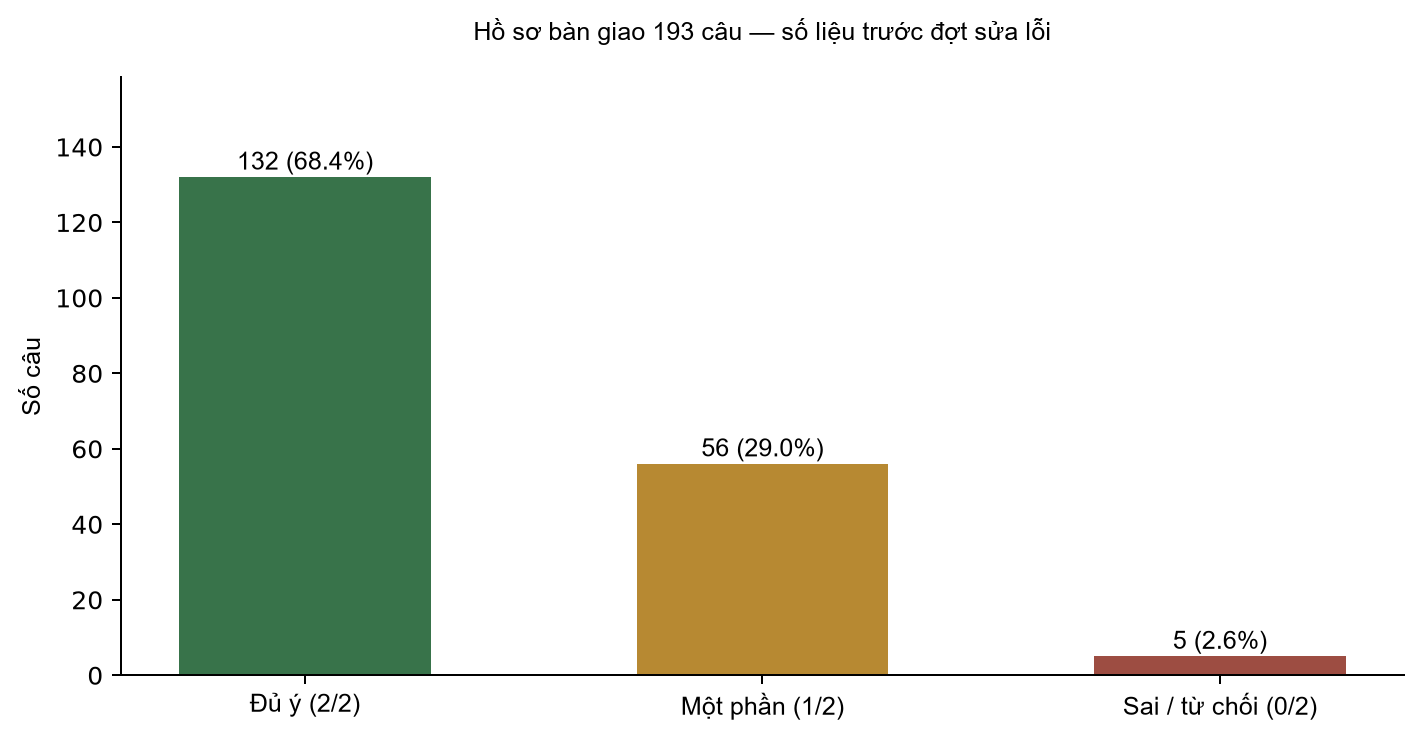 Hồ sơ bàn giao 193 câu — số liệu trước đợt sửa lỗi
Số câu
140
120
100
80
60
40
20
0
132 (68.4%)
56 (29.0%)
5 (2.6%)
Đủ ý (2/2)
Một phần (1/2)
Sai / từ chối (0/2)